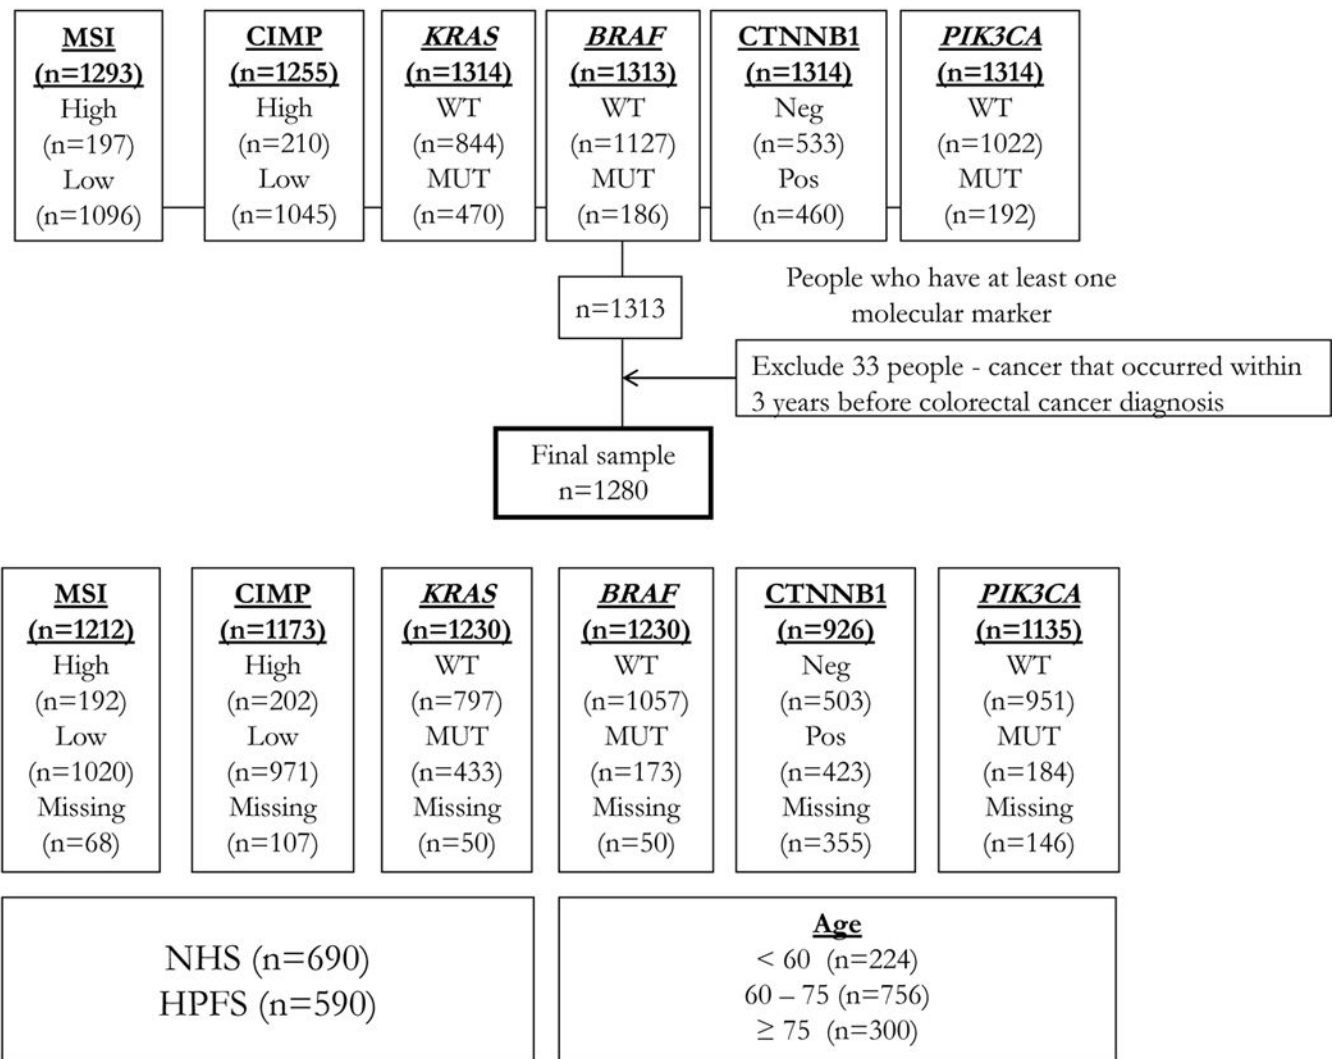 MSI
(n=1293)
High
(n=197)
Low
(n=1096)
CIMP
(n=1255)
High
(n=210)
Low
(n=1045)
KRAS
(n=1314)
WT
(n=844)
MUT
(n=470)
BRAF
(n=1313)
WT
(n=1127)
MUT
(n=186)
CTNNB1
(n=1314)
Neg
(n=533)
Pos
(n=460)
PIK3CA
(n=1314)
WT
(n=1022)
MUT
(n=192)
n=1313
People who have at least one
molecular marker
Exclude 33 people - cancer that occurred within
3 years before colorectal cancer diagnosis
Final sample
n=1280
MSI
(n=1212)
High
(n=192)
Low
(n=1020)
Missing
(n=68)
CIMP
(n=1173)
High
(n=202)
Low
(n=971)
Missing
(n=107)
KRAS
(n=1230)
WT
(n=797)
MUT
(n=433)
Missing
(n=50)
BRAF
(n=1230)
WT
(n=1057)
MUT
(n=173)
Missing
(n=50)
CTNNB1
(n=926)
Neg
(n=503)
Pos
(n=423)
Missing
(n=355)
PIK3CA
(n=1135)
WT
(n=951)
MUT
(n=184)
Missing
(n=146)
NHS (n=690)
HPFS (n=590)
Age
< 60 (n=224)
60 – 75 (n=756)
≥ 75 (n=300)